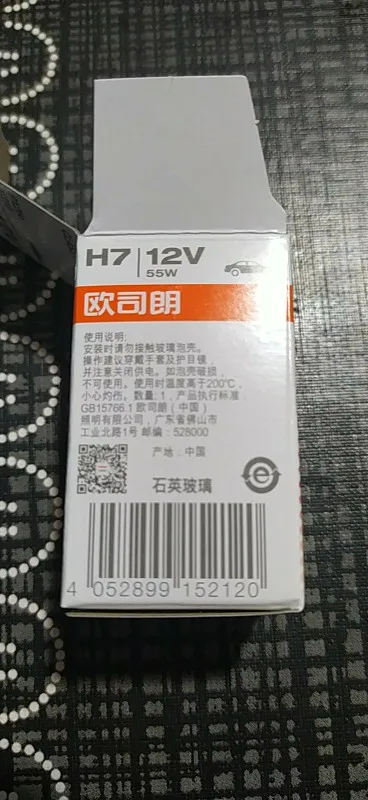 H7 12V
55W
欧司朗
使用说明:
安装时请勿接触玻璃泡壳。
操作建议穿戴手套及护目镜,
并注意关闭供电。如泡壳破损,
不可使用。使用时温度高于200℃,
小心灼伤。数量: 1, 产品执行标准
GB15766.1 欧司朗(中国)
照明有限公司, 广东省佛山市
工业北路1号 邮编: 528000
产地: 中国
石英玻璃
4 052899 152120